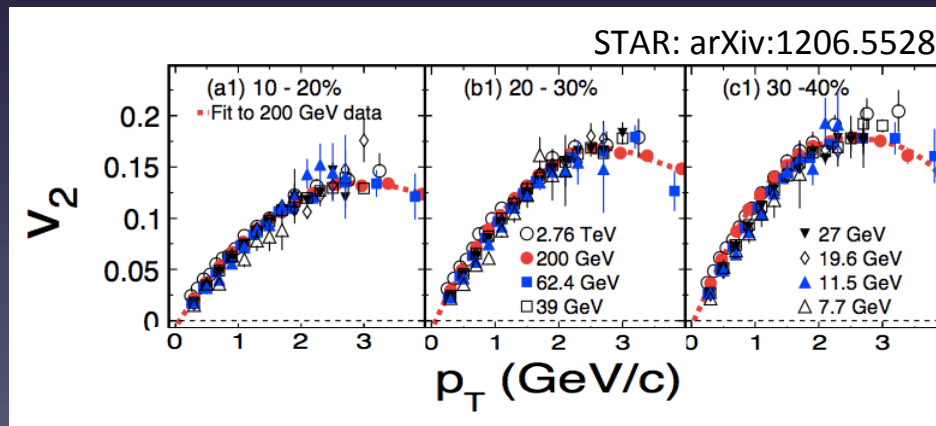 STAR: arXiv:1206.5528
(a1) 10 - 20%
Fit to 200 GeV data
(b1) 20 - 30%
(c1) 30 -40%
0.2
0.15
0.1
0.05
0
v2
2.76 TeV
200 GeV
62.4 GeV
39 GeV
27 GeV
19.6 GeV
11.5 GeV
7.7 GeV
0 1 2 3 0 1 2 3 0 1 2 3
pT (GeV/c)